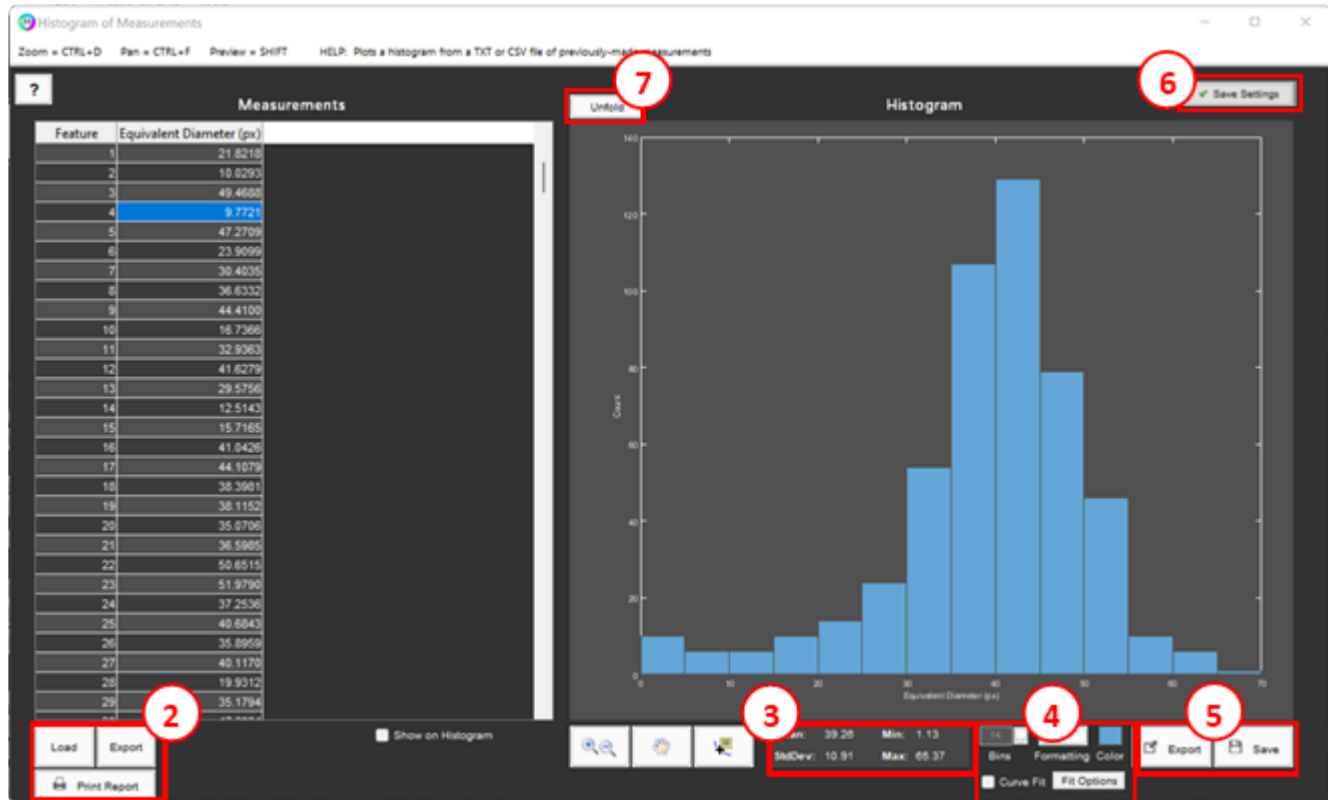 Histogram of Measurements
Zoom = CTRL+D Pan = CTRL+F Preview = SHIFT HELP: Plots a histogram from a TXT or CSV file of previously-made measurements
7
6
?
Measurements
Unfold
Histogram
✔ Save Settings
Feature Equivalent Diameter (px)
1 21.8218
2 10.0293
3 49.4688
4 9.7721
5 47.2709
6 23.9099
7 30.4035
8 36.6332
9 44.4100
10 16.7366
11 32.9363
12 41.6279
13 29.5756
14 12.5143
15 15.7165
16 41.0426
17 44.1079
18 38.3981
19 38.1152
20 35.0706
21 36.5985
22 50.6515
23 51.9790
24 37.2536
25 40.6843
26 35.8959
27 40.1170
28 19.9312
29 35.1794
140
120
100
80
60
40
20
0
Count
0 10 20 30 40 50 60 70
Equivalent Diameter (px)
2
3
4
5
Load Export
Print Report
Show on Histogram
39.26 Min: 1.13
StdDev: 10.91 Max: 65.37
14
Bins Formatting Color
Curve Fit Fit Options
Export Save